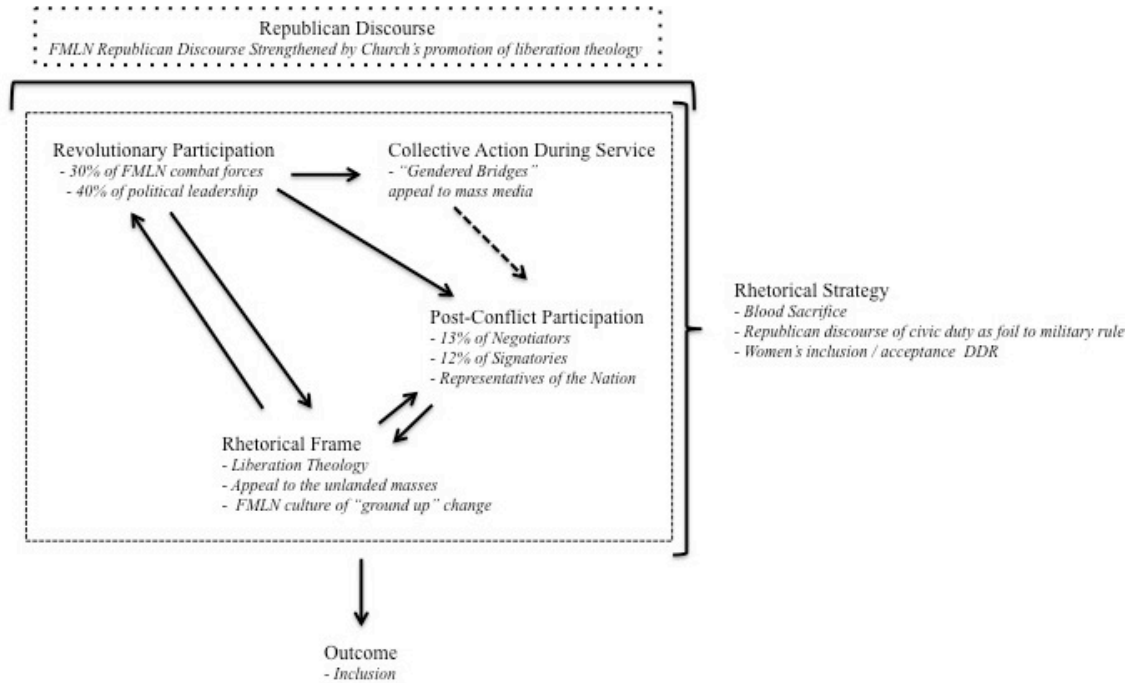 Republican Discourse
FMLN Republican Discourse Strengthened by Church's promotion of liberation theology
Revolutionary Participation
- 30% of FMLN combat forces
- 40% of political leadership
Collective Action During Service
- “Gendered Bridges”
appeal to mass media
Post-Conflict Participation
- 13% of Negotiators
- 12% of Signatories
- Representatives of the Nation
Rhetorical Strategy
- Blood Sacrifice
- Republican discourse of civic duty as foil to military rule
- Women's inclusion / acceptance DDR
Rhetorical Frame
- Liberation Theology
- Appeal to the unlanded masses
- FMLN culture of “ground up” change
Outcome
- Inclusion